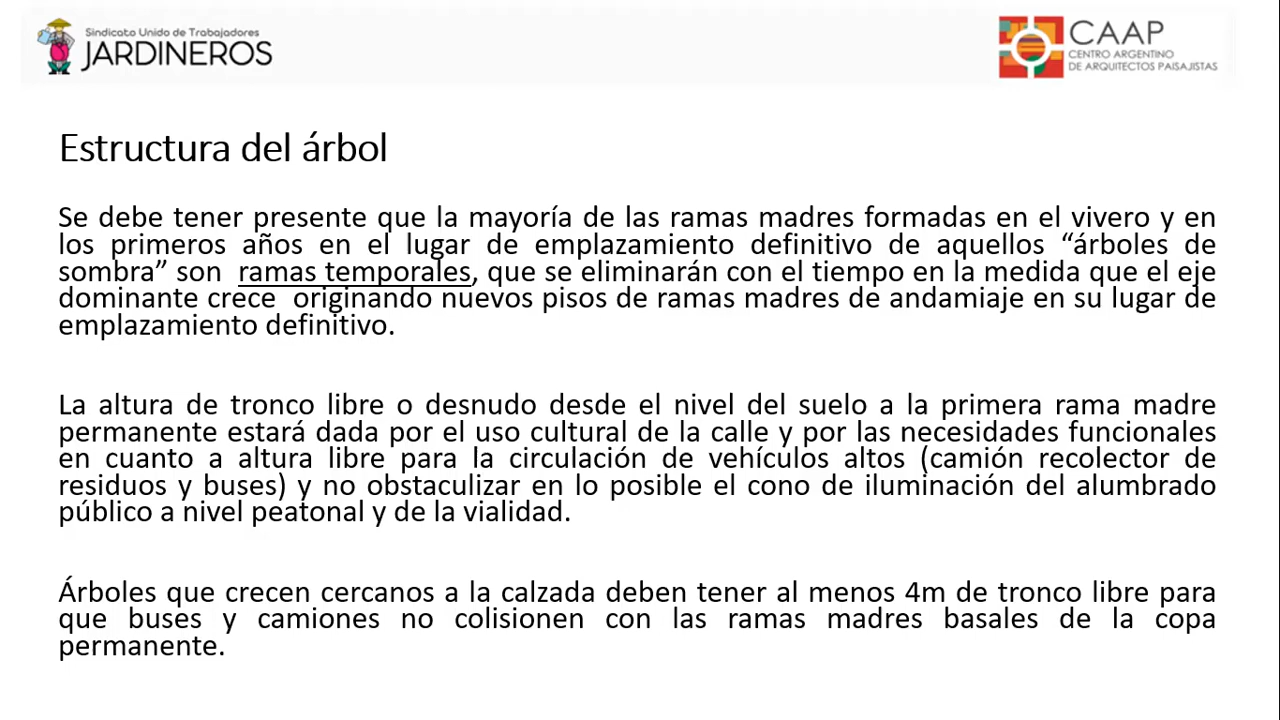 Sindicato Unido de Trabajadores
JARDINEROS
CAAP
CENTRO ARGENTINO
DE ARQUITECTOS PAISAJISTAS
Estructura del árbol
Se debe tener presente que la mayoría de las ramas madres formadas en el vivero y en
los primeros años en el lugar de emplazamiento definitivo de aquellos “árboles de
sombra” son ramas temporales, que se eliminarán con el tiempo en la medida que el eje
dominante crece originando nuevos pisos de ramas madres de andamiaje en su lugar de
emplazamiento definitivo.
La altura de tronco libre o desnudo desde el nivel del suelo a la primera rama madre
permanente estará dada por el uso cultural de la calle y por las necesidades funcionales
en cuanto a altura libre para la circulación de vehículos altos (camión recolector de
residuos y buses) y no obstaculizar en lo posible el cono de iluminación del alumbrado
público a nivel peatonal y de la vialidad.
Árboles que crecen cercanos a la calzada deben tener al menos 4m de tronco libre para
que buses y camiones no colisionen con las ramas madres basales de la copa
permanente.